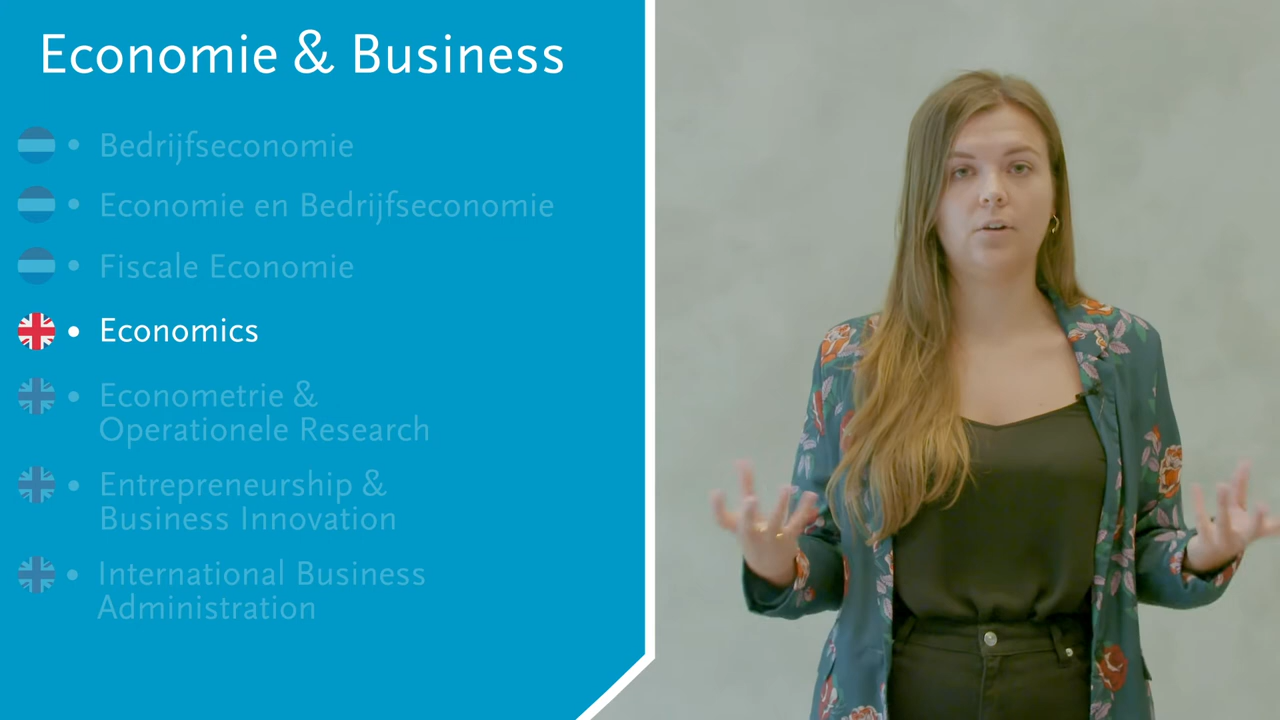 Economie & Business
• Bedrijfseconomie
• Economie en Bedrijfseconomie
• Fiscale Economie
• Economics
• Econometrie &
Operationele Research
• Entrepreneurship &
Business Innovation
• International Business
Administration